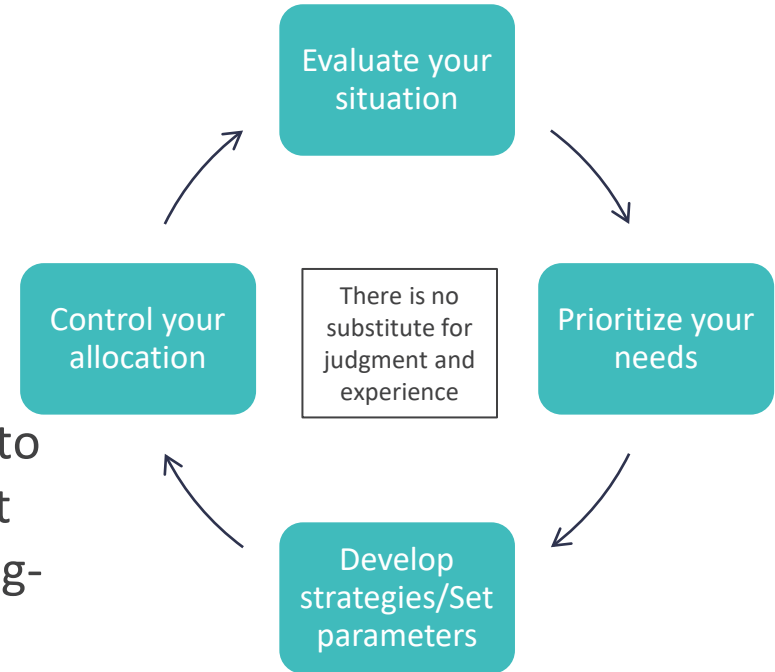 Evaluate your
situation
Prioritize your
needs
Develop
strategies/Set
parameters
Control your
allocation
There is no
substitute for
judgment and
experience
to
t
g-